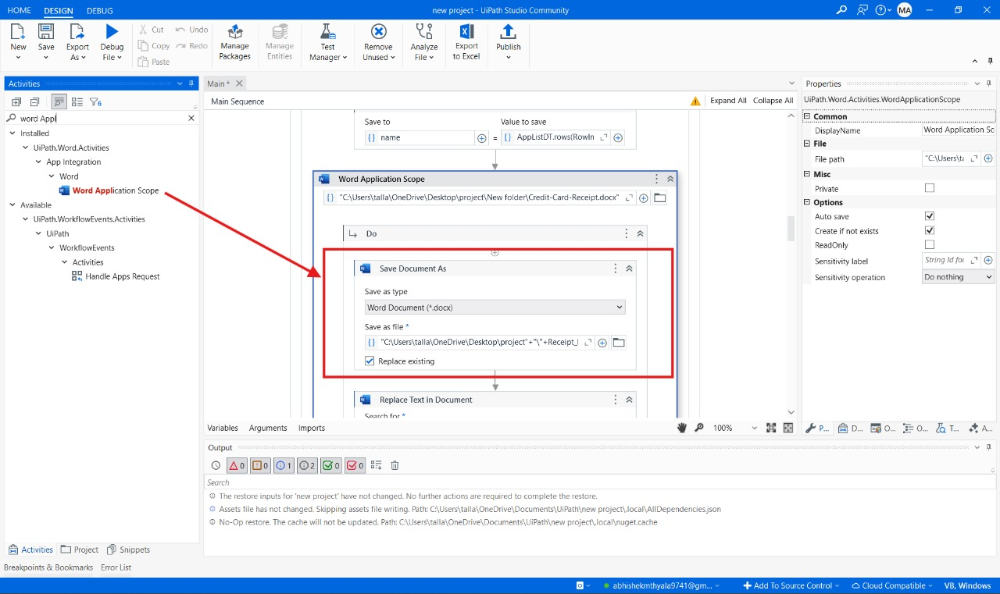 HOME DESIGN DEBUG new project - UiPath Studio Community MA
New Save Export As Debug File Cut Copy Paste Undo Redo Manage Packages Manage Entities Test Manager Remove Unused Analyze File Export to Excel Publish
Activities
6
word Appl
Installed
UiPath.Word.Activities
App Integration
Word
Word Application Scope
Available
UiPath.WorkflowEvents.Activities
UiPath
WorkflowEvents
Activities
Handle Apps Request
Activities Project Snippets
Main *
Main Sequence Expand All Collapse All
Save to Value to save
name = AppListDT.rows(RowIn
Word Application Scope
"C:\Users\talla\OneDrive\Desktop\project\New folder\Credit-Card-Receipt.docx"
Do
Save Document As
Save as type
Word Document (*.docx)
Save as file *
"C:\Users\talla\OneDrive\Desktop\project"+"\"+Receipt_
Replace existing
Replace Text in Document
Search for *
Variables Arguments Imports 100%
Properties
UiPath.Word.Activities.WordApplicationScope
Common
DisplayName Word Application Sc
File
File path "C:\Users\ta
Misc
Private
Options
Auto save
Create if not exists
ReadOnly
Sensitivity label String Id for
Sensitivity operation Do nothing
P... D... O... O... T... A...
Output
0 0 1 2 0 0
Search
The restore inputs for 'new project' have not changed. No further actions are required to complete the restore.
Assets file has not changed. Skipping assets file writing. Path: C:\Users\talla\OneDrive\Documents\UiPath\new project\.local\AllDependencies.json
No-Op restore. The cache will not be updated. Path: C:\Users\talla\OneDrive\Documents\UiPath\new project\.local\nuget.cache
Breakpoints & Bookmarks Error List
abhishekmthyala9741@gm... Add To Source Control Cloud Compatible VB, Windows